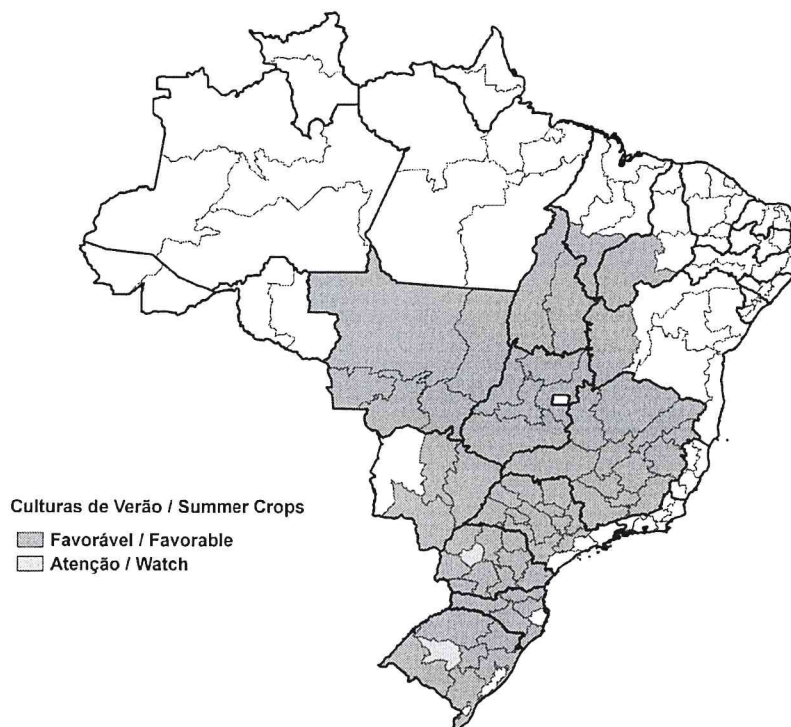 Culturas de Verão / Summer Crops
Favorável / Favorable
Atenção / Watch